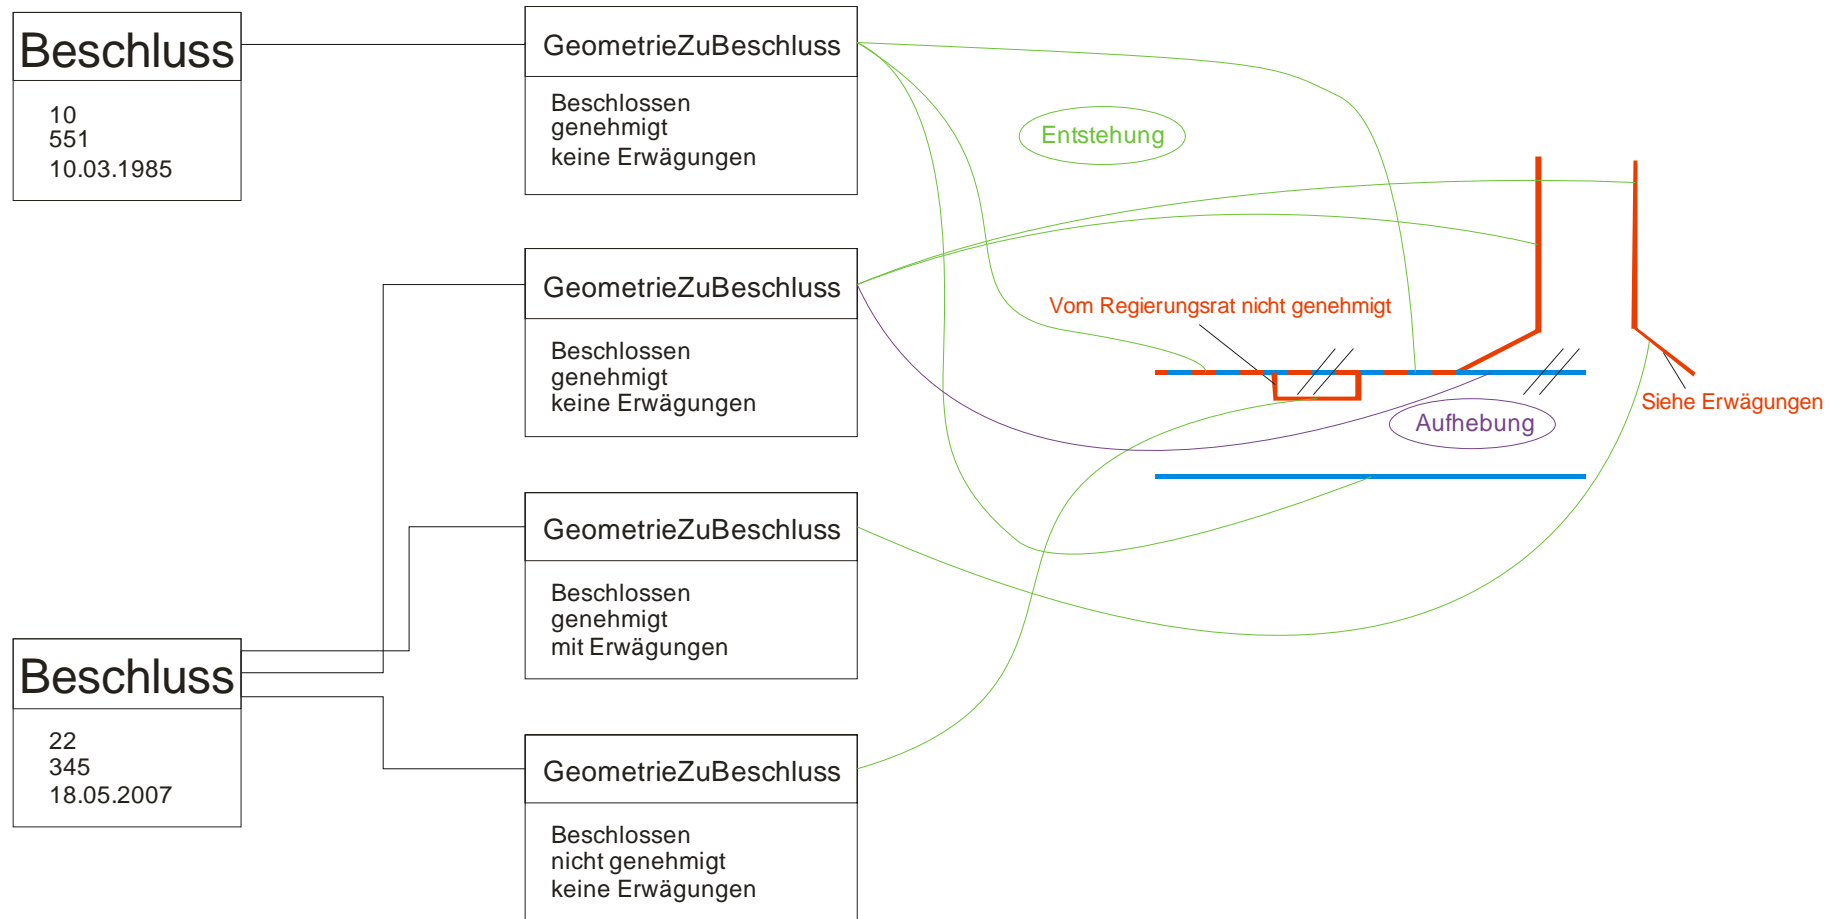 Beschluss
10
551
10.03.1985
GeometrieZuBeschluss
Beschlossen
genehmigt
keine Erwägungen
Entstehung
GeometrieZuBeschluss
Beschlossen
genehmigt
keine Erwägungen
Vom Regierungsrat nicht genehmigt
Siehe Erwägungen
Aufhebung
GeometrieZuBeschluss
Beschlossen
genehmigt
mit Erwägungen
Beschluss
22
345
18.05.2007
GeometrieZuBeschluss
Beschlossen
nicht genehmigt
keine Erwägungen